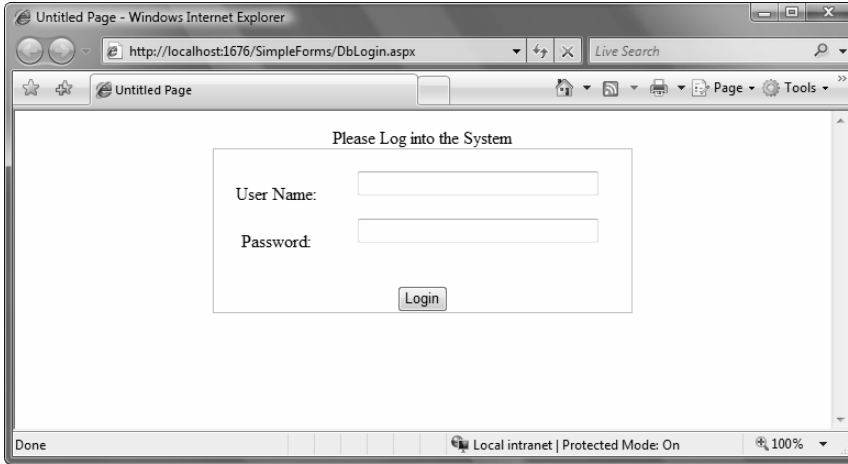 Untitled Page - Windows Internet Explorer
http://localhost:1676/SimpleForms/DbLogin.aspx
Live Search
Untitled Page
Page
Tools
Please Log into the System
User Name:
Password:
Login
Done
Local intranet | Protected Mode: On
100%